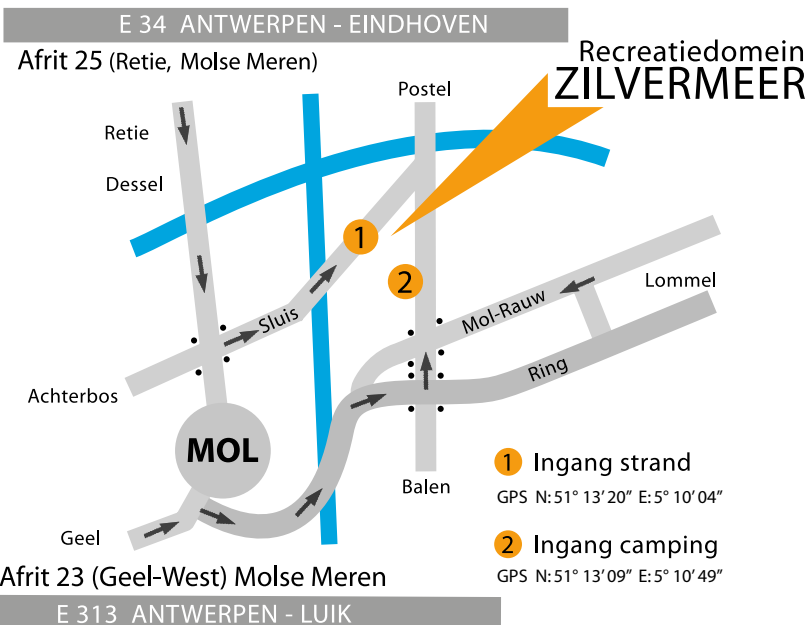 E 34 ANTWERPEN - EINDHOVEN
Afrit 25 (Retie, Molse Meren)
Recreatiedomein
ZILVERMEER
Postel
Retie
Dessel
1
2
Lommel
Sluis
Mol-Rauw
Ring
Achterbos
MOL
Balen
1 Ingang strand
GPS N: 51° 13' 20” E: 5° 10' 04”
Geel
2 Ingang camping
GPS N: 51° 13' 09” E: 5° 10' 49”
Afrit 23 (Geel-West) Molse Meren
E 313 ANTWERPEN - LUIK